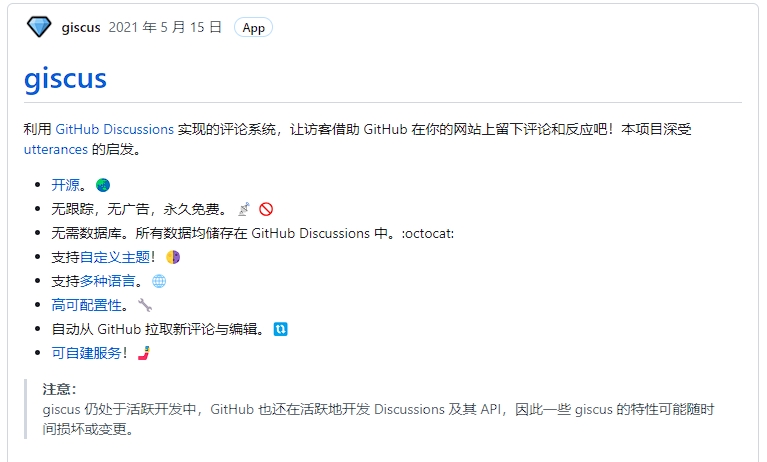 giscus 2021 年 5 月 15 日 App
giscus
利用 GitHub Discussions 实现的评论系统，让访客借助 GitHub 在你的网站上留下评论和反应吧！本项目深受
utterances 的启发。
开源。🌏
无跟踪，无广告，永久免费。📡 🚫
无需数据库。所有数据均储存在 GitHub Discussions 中。:octocat:
支持自定义主题！🌗
支持多种语言。🌐
高可配置性。🔧
自动从 GitHub 拉取新评论与编辑。🔃
可自建服务！🤳
注意：
giscus 仍处于活跃开发中，GitHub 也还在活跃地开发 Discussions 及其 API，因此一些 giscus 的特性可能随时
间损坏或变更。